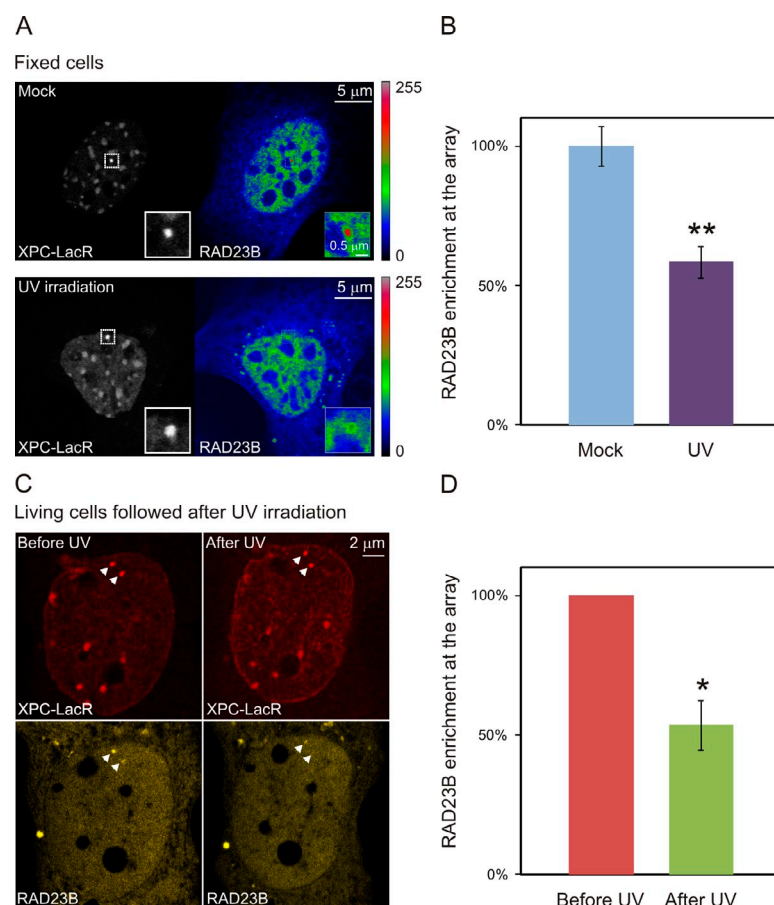 A
Fixed cells
Mock
5 μm
255
XPC-LacR
RAD23B
0.5 μm
0
UV irradiation
5 μm
255
XPC-LacR
RAD23B
0
B
RAD23B enrichment at the array
100%
**
50%
0%
Mock
UV
C
Living cells followed after UV irradiation
Before UV
After UV
2 μm
XPC-LacR
XPC-LacR
RAD23B
RAD23B
D
RAD23B enrichment at the array
100%
*
50%
0%
Before UV
After UV